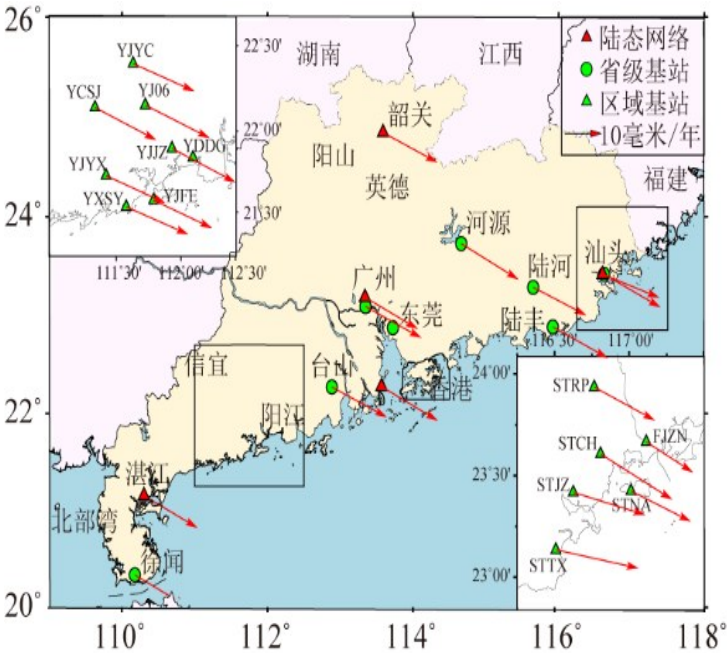 26°
24°
22°
20°
110°
112°
114°
116°
118°
湖南
江西
福建
陆态网络
省级基站
区域基站
10毫米/年
韶关
阳山
英德
河源
汕头
陆河
广州
东莞
陆丰
信宜
台山
香港
阳江
湛江
北部湾
徐闻
YJYC
22°30'
YCSJ
YJ06
22°00'
YJJZ
YDDG
YJYX
YXSY
YJFE
21°30'
111°30'
112°00'
112°30'
116°30'
117°00'
24°00'
STRP
FJZN
STCH
23°30'
STJZ
STNA
STTX
23°00'